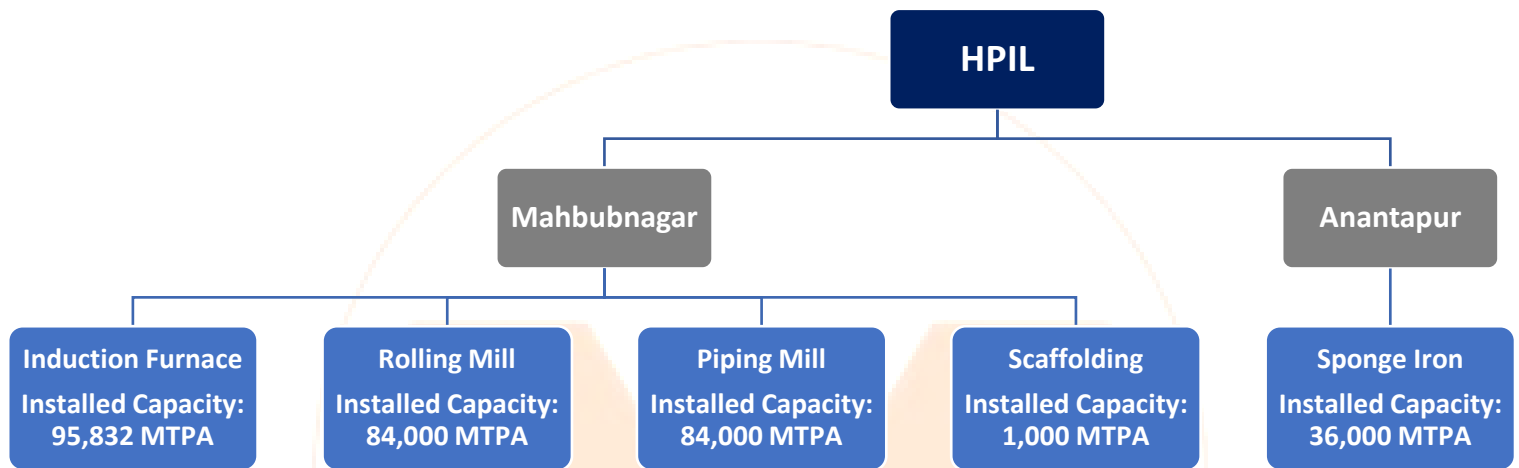 HPIL
Mahbubnagar
Anantapur
Induction Furnace
Installed Capacity:
95,832 MTPA
Rolling Mill
Installed Capacity:
84,000 MTPA
Piping Mill
Installed Capacity:
84,000 MTPA
Scaffolding
Installed Capacity:
1,000 MTPA
Sponge Iron
Installed Capacity:
36,000 MTPA